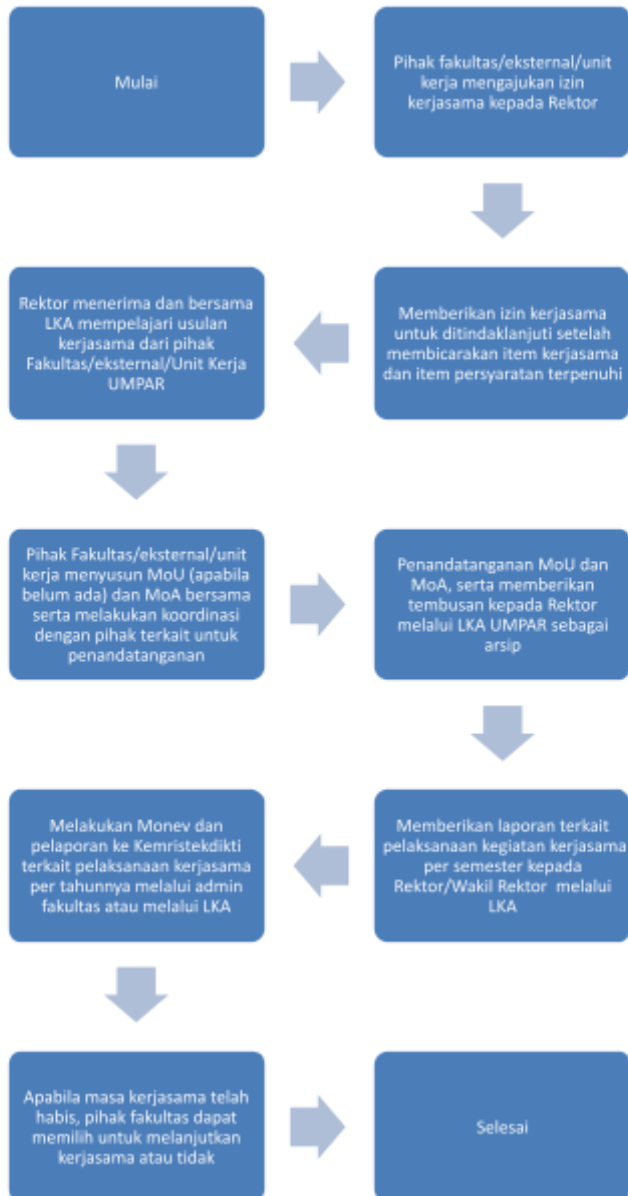 Mulai
Pihak fakultas/eksternal/unit
kerja mengajukan izin
kerjasama kepada Rektor
Memberikan izin kerjasama
untuk ditindaklanjuti setelah
membicarakan item kerjasama
dan item persyaratan terpenuhi
Rektor menerima dan bersama
LKA mempelajari usulan
kerjasama dari pihak
Fakultas/eksternal/Unit Kerja
UMPAR
Pihak Fakultas/eksternal/unit
kerja menyusun MoU (apabila
belum ada) dan MoA bersama
serta melakukan koordinasi
dengan pihak terkait untuk
penandatanganan
Penandatanganan MoU dan
MoA, serta memberikan
tembusan kepada Rektor
melalui LKA UMPAR sebagai
arsip
Memberikan laporan terkait
pelaksanaan kegiatan kerjasama
per semester kepada
Rektor/Wakil Rektor melalui
LKA
Melakukan Monev dan
pelaporan ke Kemristekdikti
terkait pelaksanaan kerjasama
per tahunnya melalui admin
fakultas atau melalui LKA
Apabila masa kerjasama telah
habis, pihak fakultas dapat
memilih untuk melanjutkan
kerjasama atau tidak
Selesai